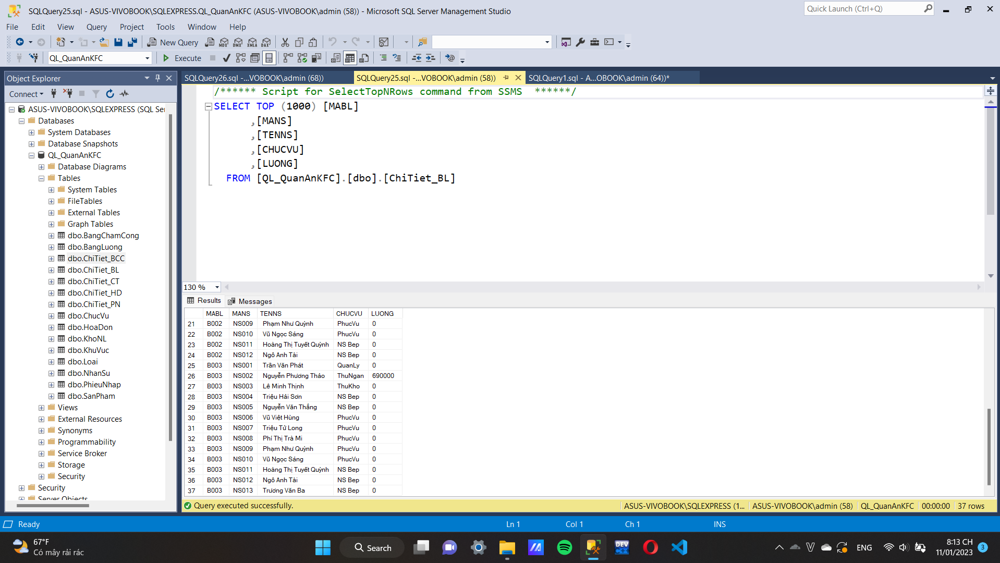 SQLQuery25.sql - ASUS-VIVOBOOK\SQLEXPRESS.QL_QuanAnKFC (ASUS-VIVOBOOK\admin (58)) - Microsoft SQL Server Management Studio
Quick Launch (Ctrl+Q)
File Edit View Query Project Tools Window Help
New Query
MDX DMX XMLA DAX
QL_QuanAnKFC
Execute
Object Explorer
SQLQuery26.sql -...VOBOOK\admin (68))
SQLQuery25.sql -...VOBOOK\admin (58))
SQLQuery1.sql - A...OBOOK\admin (64))*
Connect
ASUS-VIVOBOOK\SQLEXPRESS (SQL Ser
Databases
System Databases
Database Snapshots
QL_QuanAnKFC
Database Diagrams
Tables
System Tables
FileTables
External Tables
Graph Tables
dbo.BangChamCong
dbo.BangLuong
dbo.ChiTiet_BCC
dbo.ChiTiet_BL
dbo.ChiTiet_CT
dbo.ChiTiet_HD
dbo.ChiTiet_PN
dbo.ChucVu
dbo.HoaDon
dbo.KhoNL
dbo.KhuVuc
dbo.Loai
dbo.NhanSu
dbo.PhieuNhap
dbo.SanPham
Views
External Resources
Synonyms
Programmability
Service Broker
Storage
Security
Security
Server Objects
/****** Script for SelectTopNRows command from SSMS  ******/
SELECT TOP (1000) [MABL]
,[MANS]
,[TENNS]
,[CHUCVU]
,[LUONG]
FROM [QL_QuanAnKFC].[dbo].[ChiTiet_BL]
130 %
Results Messages
MABL MANS TENNS CHUCVU LUONG
21 B002 NS009 Phạm Như Quỳnh PhucVu 0
22 B002 NS010 Vũ Ngọc Sáng PhucVu 0
23 B002 NS011 Hoàng Thị Tuyết Quỳnh NS Bep 0
24 B002 NS012 Ngô Anh Tài NS Bep 0
25 B003 NS001 Trần Văn Phát QuanLy 0
26 B003 NS002 Nguyễn Phương Thảo ThuNgan 690000
27 B003 NS003 Lê Minh Thịnh ThuKho 0
28 B003 NS004 Triệu Hải Sơn NS Bep 0
29 B003 NS005 Nguyễn Văn Thắng NS Bep 0
30 B003 NS006 Vũ Việt Hùng PhucVu 0
31 B003 NS007 Triệu Tử Long PhucVu 0
32 B003 NS008 Phí Thị Trà Mi PhucVu 0
33 B003 NS009 Phạm Như Quỳnh PhucVu 0
34 B003 NS010 Vũ Ngọc Sáng PhucVu 0
35 B003 NS011 Hoàng Thị Tuyết Quỳnh NS Bep 0
36 B003 NS012 Ngô Anh Tài NS Bep 0
37 B003 NS013 Trương Văn Ba NS Bep 0
Query executed successfully.
ASUS-VIVOBOOK\SQLEXPRESS (1... ASUS-VIVOBOOK\admin (58) QL_QuanAnKFC 00:00:00 37 rows
Ready Ln 1 Col 1 Ch 1 INS
67°F
Có mây rải rác
Search
DEV
ENG
8:13 CH
11/01/2023
3